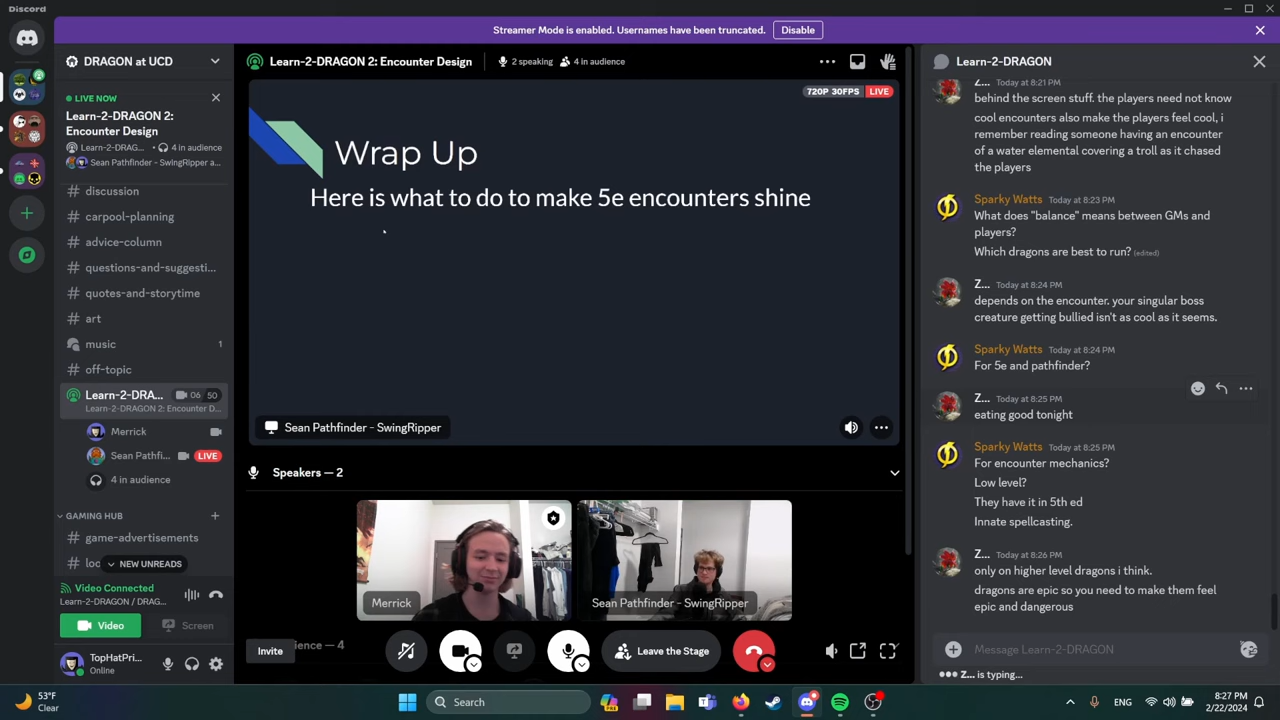 Discord
Streamer Mode is enabled. Usernames have been truncated.
Disable
DRAGON at UCD
LIVE NOW
Learn-2-DRAGON 2:
Encounter Design
Learn-2-DRAG...
4 in audience
Sean Pathfinder - SwingRipper a...
discussion
carpool-planning
advice-column
questions-and-suggesti...
quotes-and-storytime
art
music
1
off-topic
Learn-2-DRA...
06
50
Learn-2-DRAGON 2: Encounter D...
Merrick
Sean Pathfi...
LIVE
4 in audience
GAMING HUB
game-advertisements
loc
NEW UNREADS
Video Connected
Learn-2-DRAGON / DRAG...
Video
Screen
TopHatPri...
Online
Learn-2-DRAGON 2: Encounter Design
2 speaking
4 in audience
720P 30FPS
LIVE
Wrap Up
Here is what to do to make 5e encounters shine
Sean Pathfinder - SwingRipper
Speakers — 2
Merrick
Sean Pathfinder - SwingRipper
Invite
ience — 4
Leave the Stage
Learn-2-DRAGON
Z...
Today at 8:21 PM
behind the screen stuff. the players need not know
cool encounters also make the players feel cool, i
remember reading someone having an encounter
of a water elemental covering a troll as it chased
the players
Sparky Watts Today at 8:23 PM
What does "balance" means between GMs and
players?
Which dragons are best to run? (edited)
Z... Today at 8:24 PM
depends on the encounter. your singular boss
creature getting bullied isn't as cool as it seems.
Sparky Watts Today at 8:24 PM
For 5e and pathfinder?
Z... Today at 8:25 PM
eating good tonight
Sparky Watts Today at 8:25 PM
For encounter mechanics?
Low level?
They have it in 5th ed
Innate spellcasting.
Z... Today at 8:26 PM
only on higher level dragons i think.
dragons are epic so you need to make them feel
epic and dangerous
Message Learn-2-DRAGON
Z... is typing...
53°F
Clear
Search
PRE
ENG
8:27 PM
2/22/2024